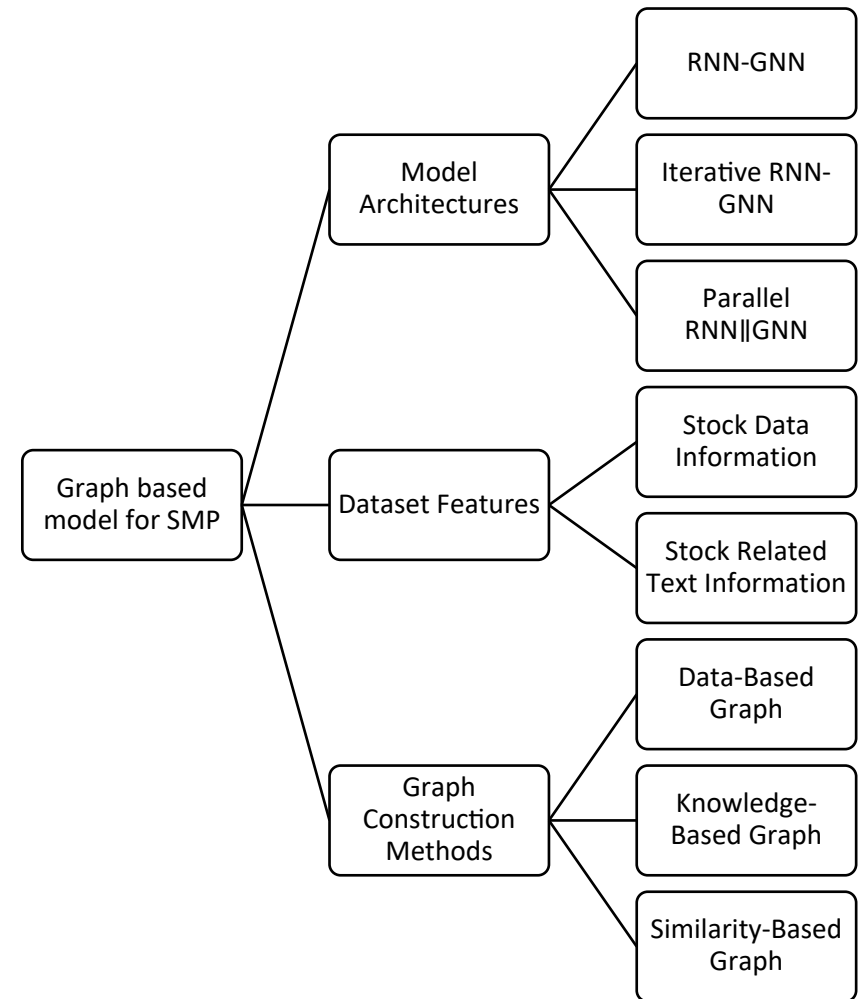 Graph based
model for SMP
Model
Architectures
RNN-GNN
Iterative RNN-
GNN
Parallel
RNN||GNN
Dataset Features
Stock Data
Information
Stock Related
Text Information
Graph
Construction
Methods
Data-Based
Graph
Knowledge-
Based Graph
Similarity-Based
Graph